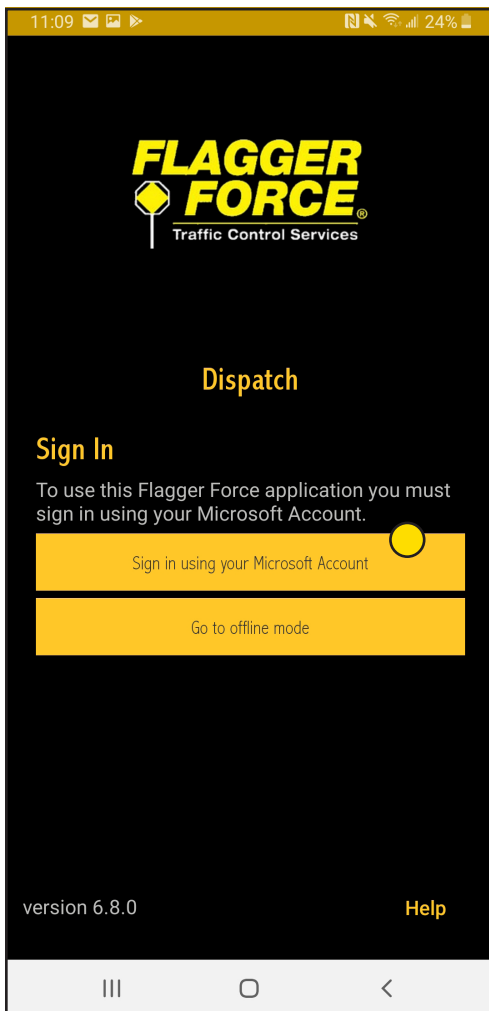 11:09 24%
FLAGGER
FORCE®
Traffic Control Services
Dispatch
Sign In
To use this Flagger Force application you must
sign in using your Microsoft Account.
Sign in using your Microsoft Account
Go to offline mode
version 6.8.0 Help